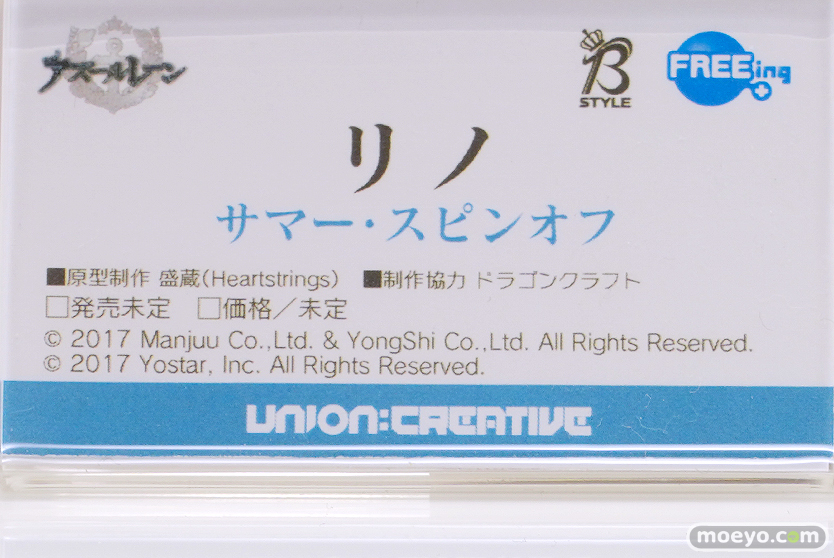 アズールレーン
B STYLE
FREEing
リノ
サマー・スピンオフ
■原型制作 盛蔵(Heartstrings) ■制作協力 ドラゴンクラフト
□発売未定 □価格／未定
© 2017 Manjuu Co.,Ltd. & YongShi Co.,Ltd. All Rights Reserved.
© 2017 Yostar, Inc. All Rights Reserved.
UNION:CREATIVE
moeyo.com